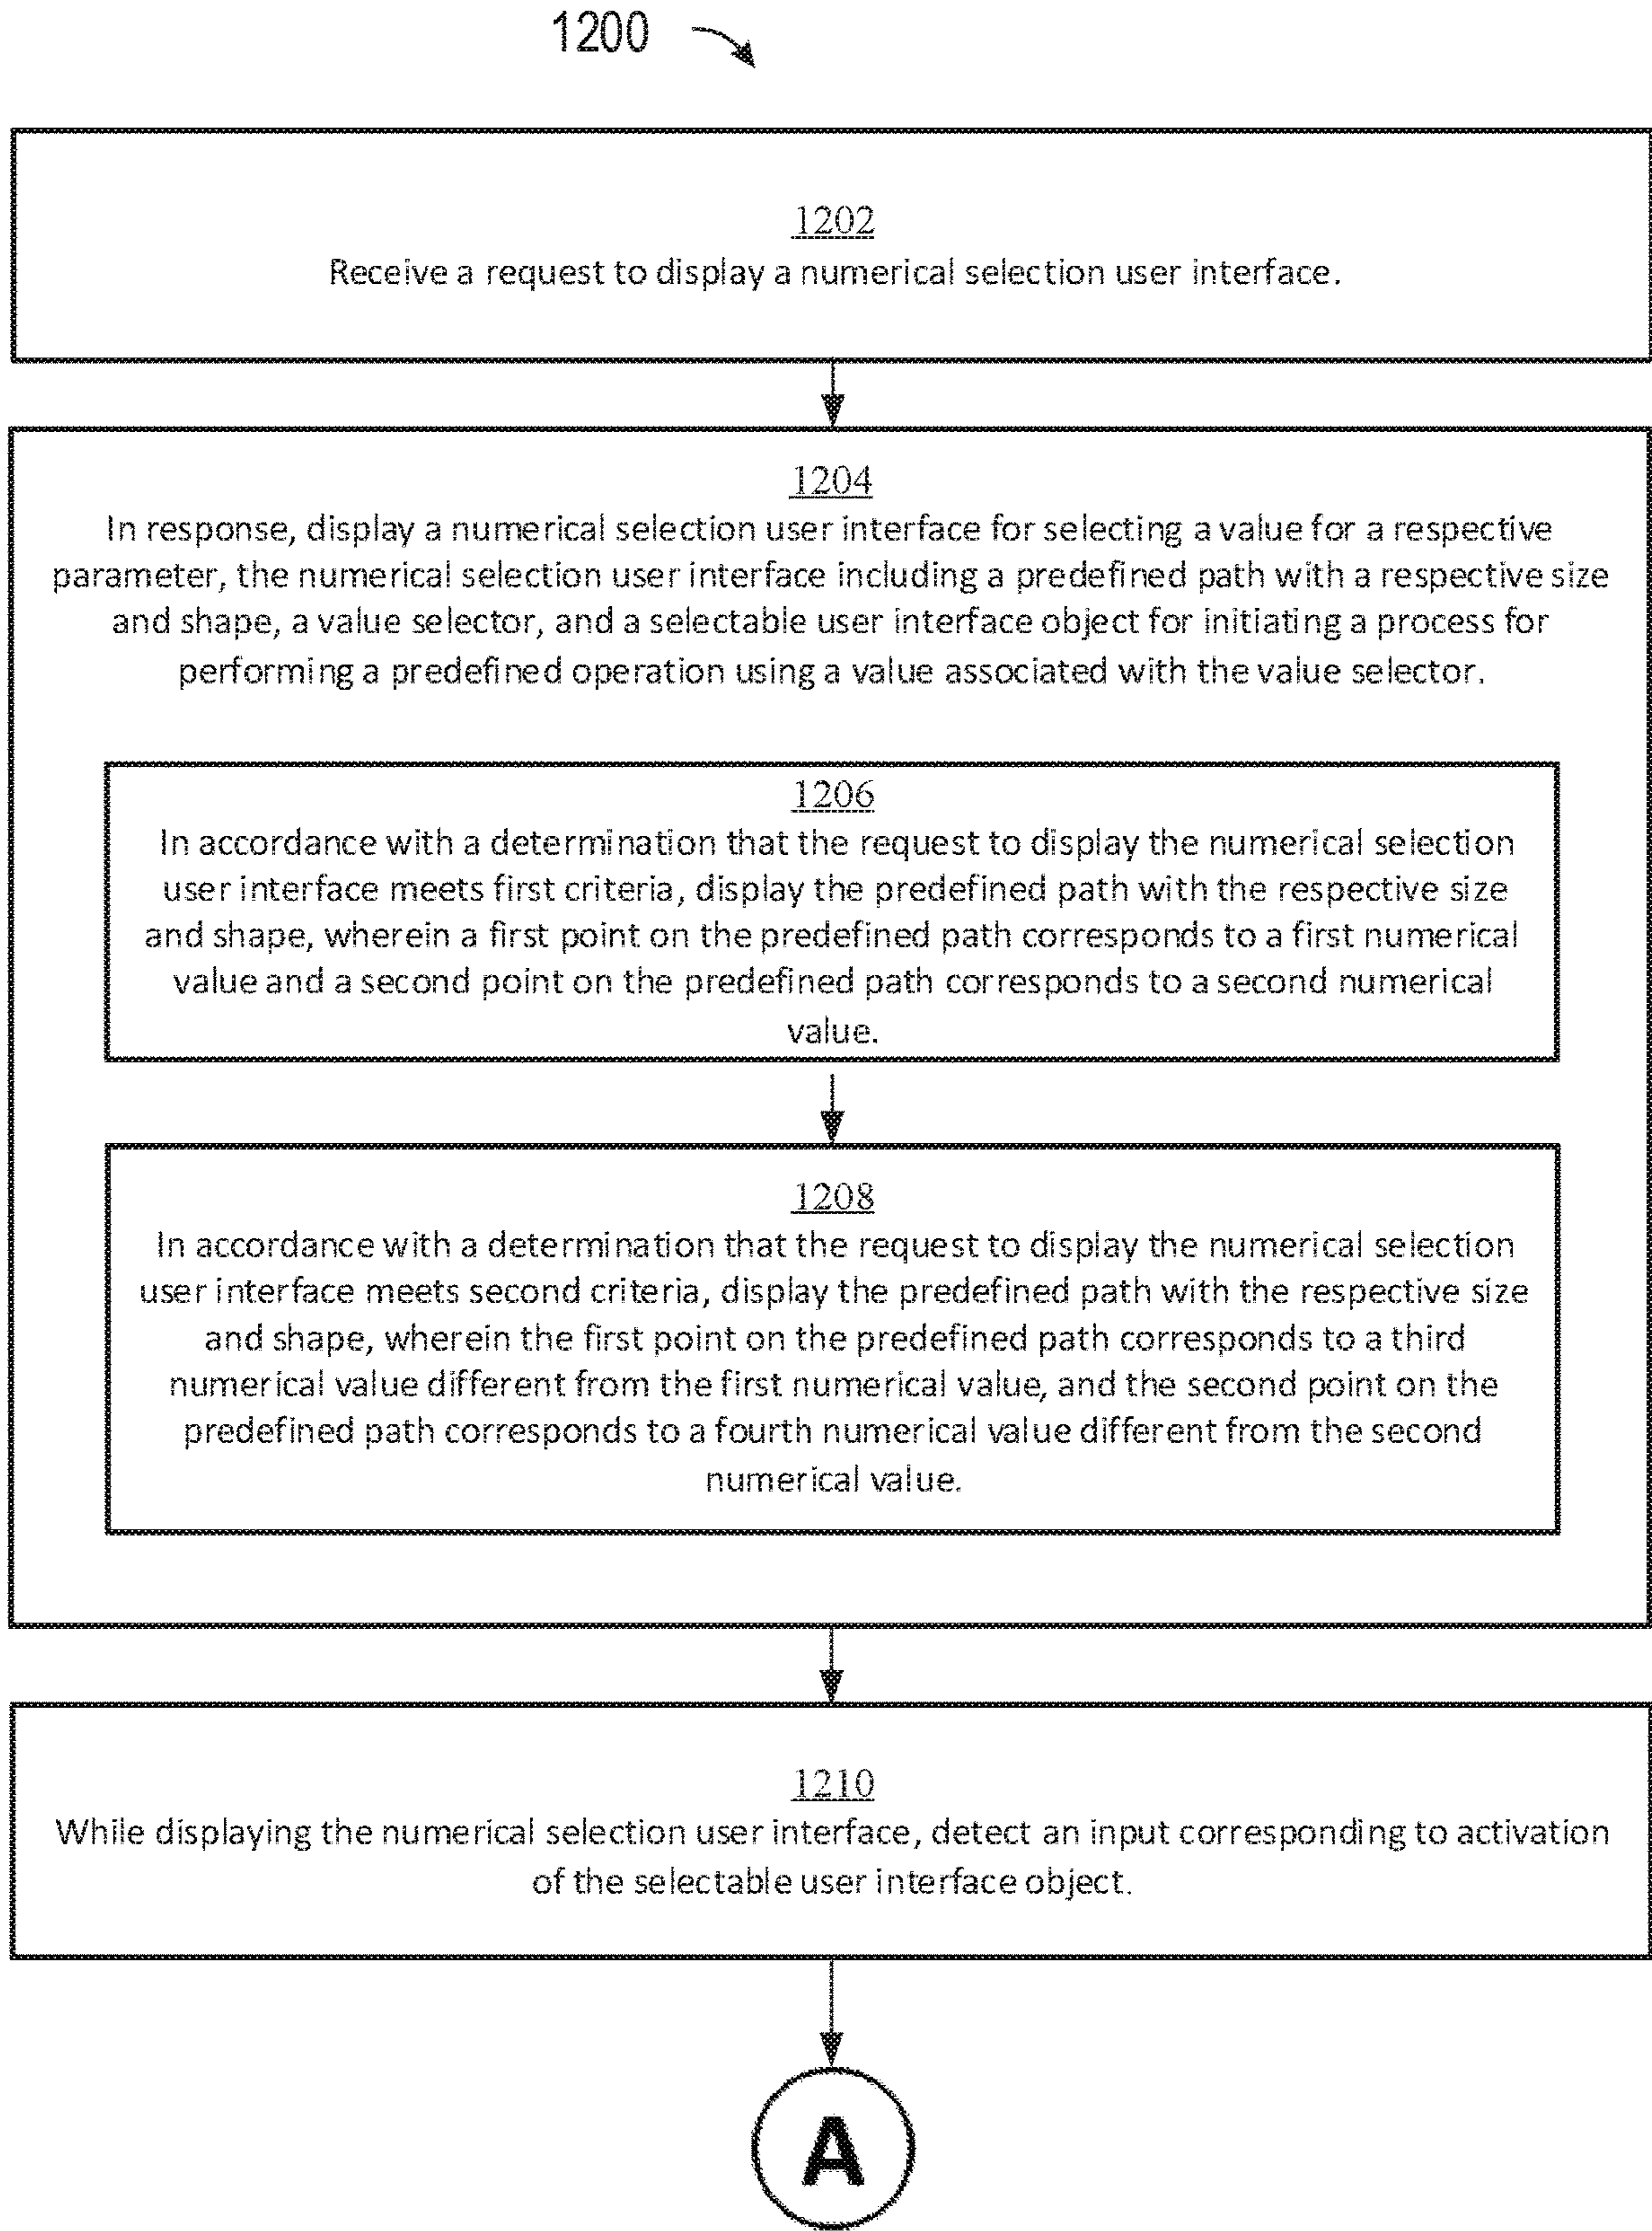 1200
1202
Receive a request to display a numerical selection user interface.
1204
In response, display a numerical selection user interface for selecting a value for a respective
parameter, the numerical selection user interface including a predefined path with a respective size
and shape, a value selector, and a selectable user interface object for initiating a process for
performing a predefined operation using a value associated with the value selector.
1206
In accordance with a determination that the request to display the numerical selection
user interface meets first criteria, display the predefined path with the respective size
and shape, wherein a first point on the predefined path corresponds to a first numerical
value and a second point on the predefined path corresponds to a second numerical
value.
1208
In accordance with a determination that the request to display the numerical selection
user interface meets second criteria, display the predefined path with the respective size
and shape, wherein the first point on the predefined path corresponds to a third
numerical value different from the first numerical value, and the second point on the
predefined path corresponds to a fourth numerical value different from the second
numerical value.
1210
While displaying the numerical selection user interface, detect an input corresponding to activation
of the selectable user interface object.
A